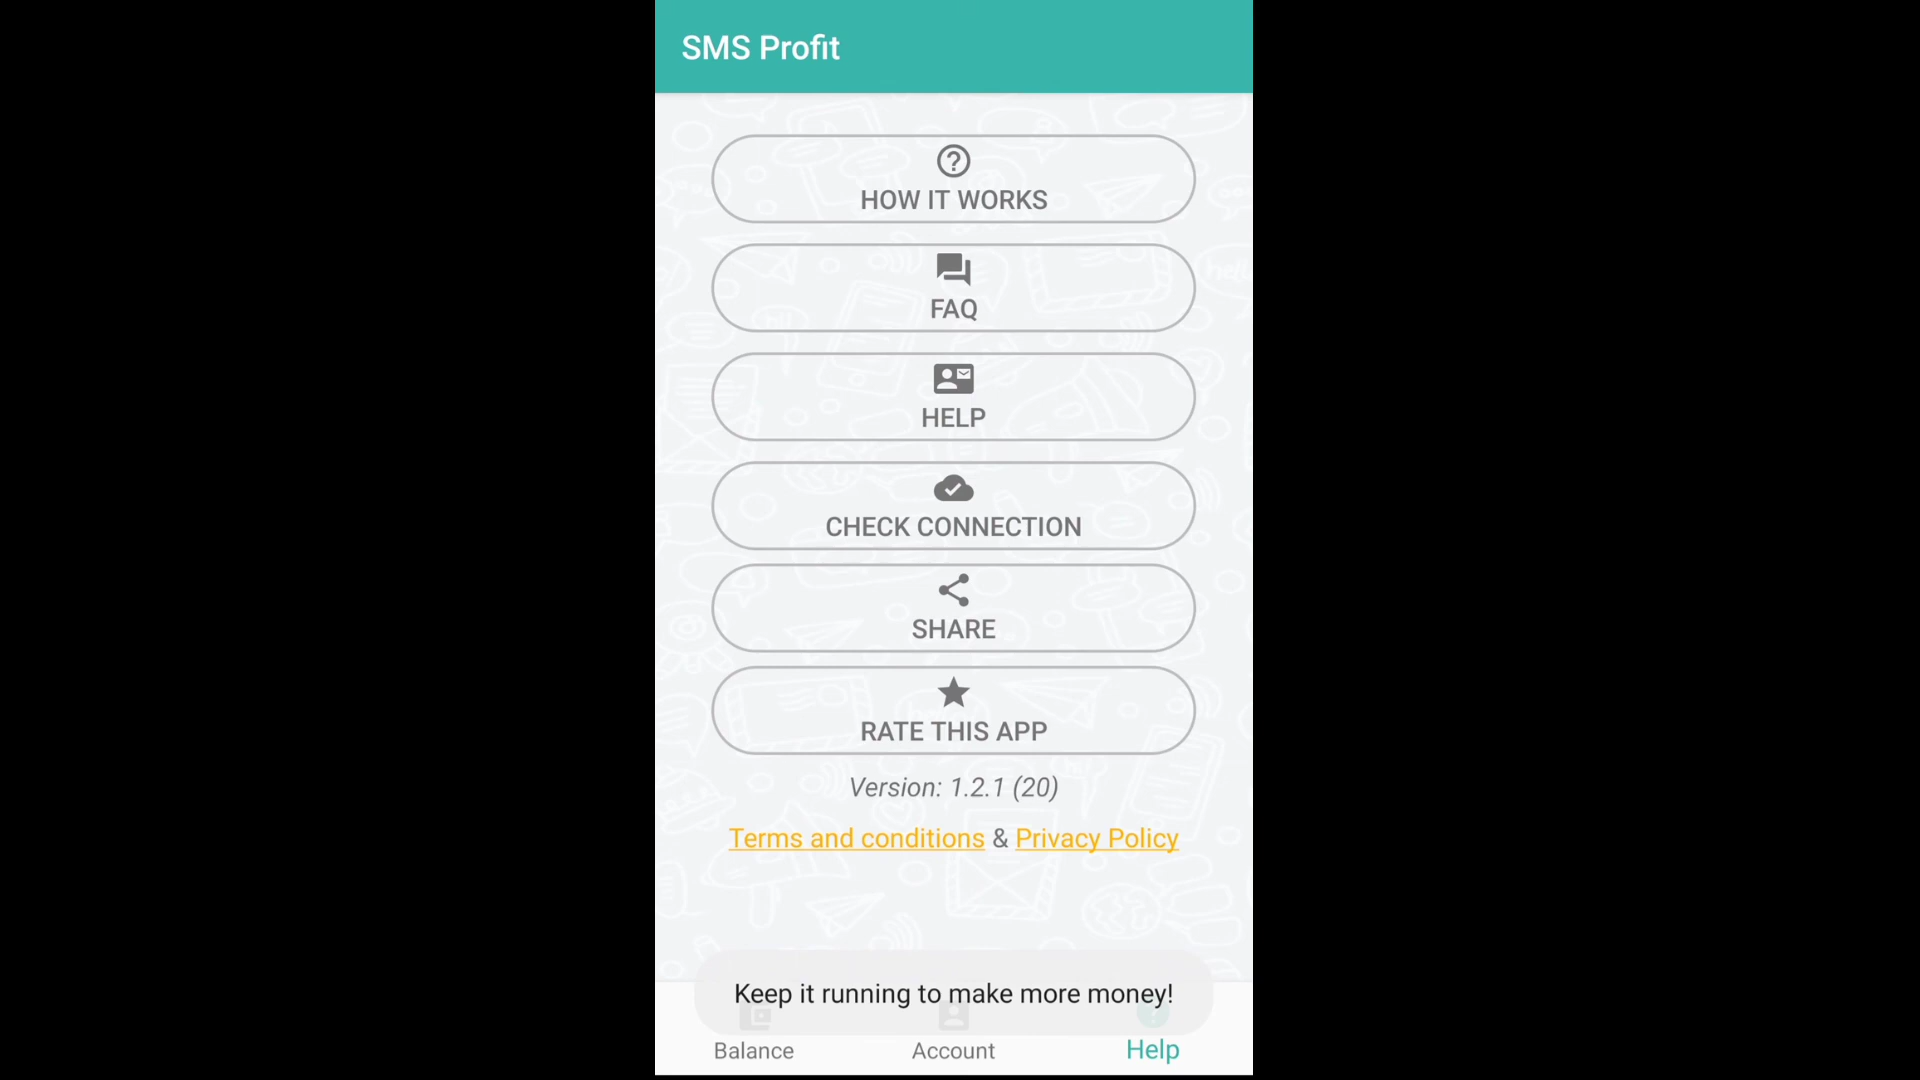 SMS Profit
HOW IT WORKS
FAQ
HELP
CHECK CONNECTION
SHARE
RATE THIS APP
Version: 1.2.1 (20)
Terms and conditions & Privacy Policy
Keep it running to make more money!
Balance
Account
Help